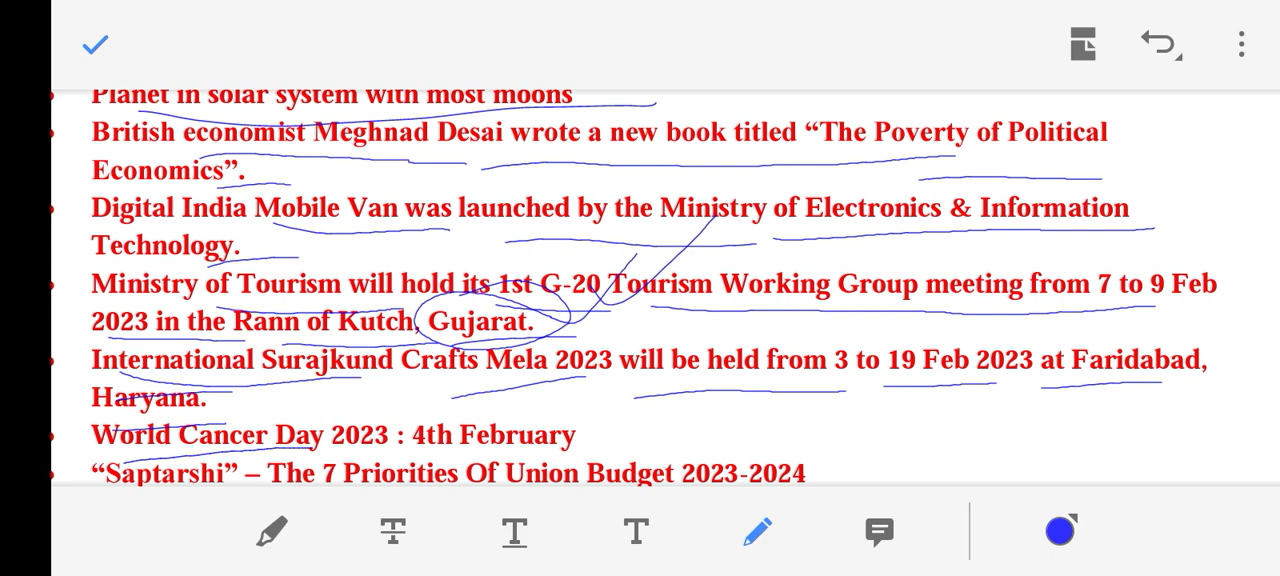 Planet in solar system with most moons
British economist Meghnad Desai wrote a new book titled “The Poverty of Political
Economics”.
Digital India Mobile Van was launched by the Ministry of Electronics & Information
Technology.
Ministry of Tourism will hold its 1st G-20 Tourism Working Group meeting from 7 to 9 Feb
2023 in the Rann of Kutch, Gujarat.
International Surajkund Crafts Mela 2023 will be held from 3 to 19 Feb 2023 at Faridabad,
Haryana.
World Cancer Day 2023 : 4th February
“Saptarshi” – The 7 Priorities Of Union Budget 2023-2024